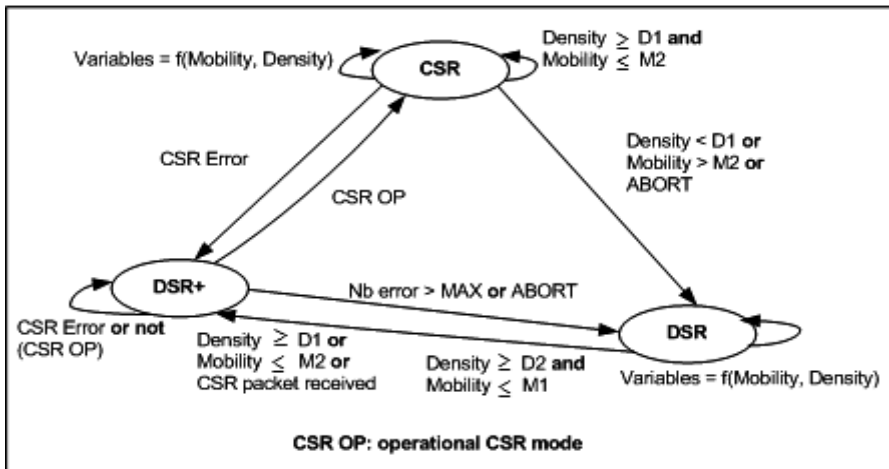 Variables = f(Mobility, Density)
CSR
Density ≥ D1 and
Mobility ≤ M2
CSR Error
CSR OP
Density < D1 or
Mobility > M2 or
ABORT
DSR+
Nb error > MAX or ABORT
DSR
CSR Error or not
(CSR OP)
Density ≥ D1 or
Mobility ≤ M2 or
CSR packet received
Density ≥ D2 and
Mobility ≤ M1
Variables = f(Mobility, Density)
CSR OP: operational CSR mode